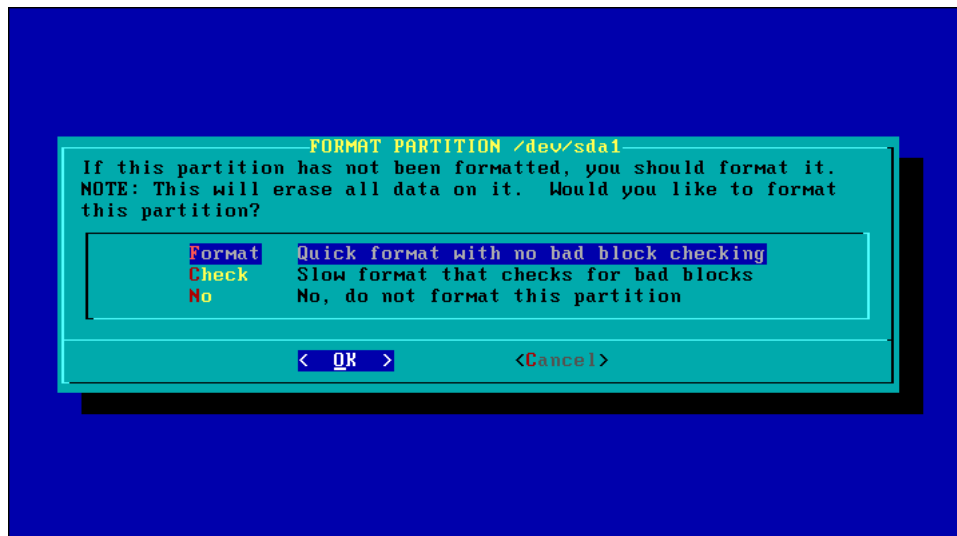 FORMAT PARTITION /dev/sda1
If this partition has not been formatted, you should format it.
NOTE: This will erase all data on it.  Would you like to format
this partition?
Format Quick format with no bad block checking
Check Slow format that checks for bad blocks
No No, do not format this partition
< OK > <Cancel>